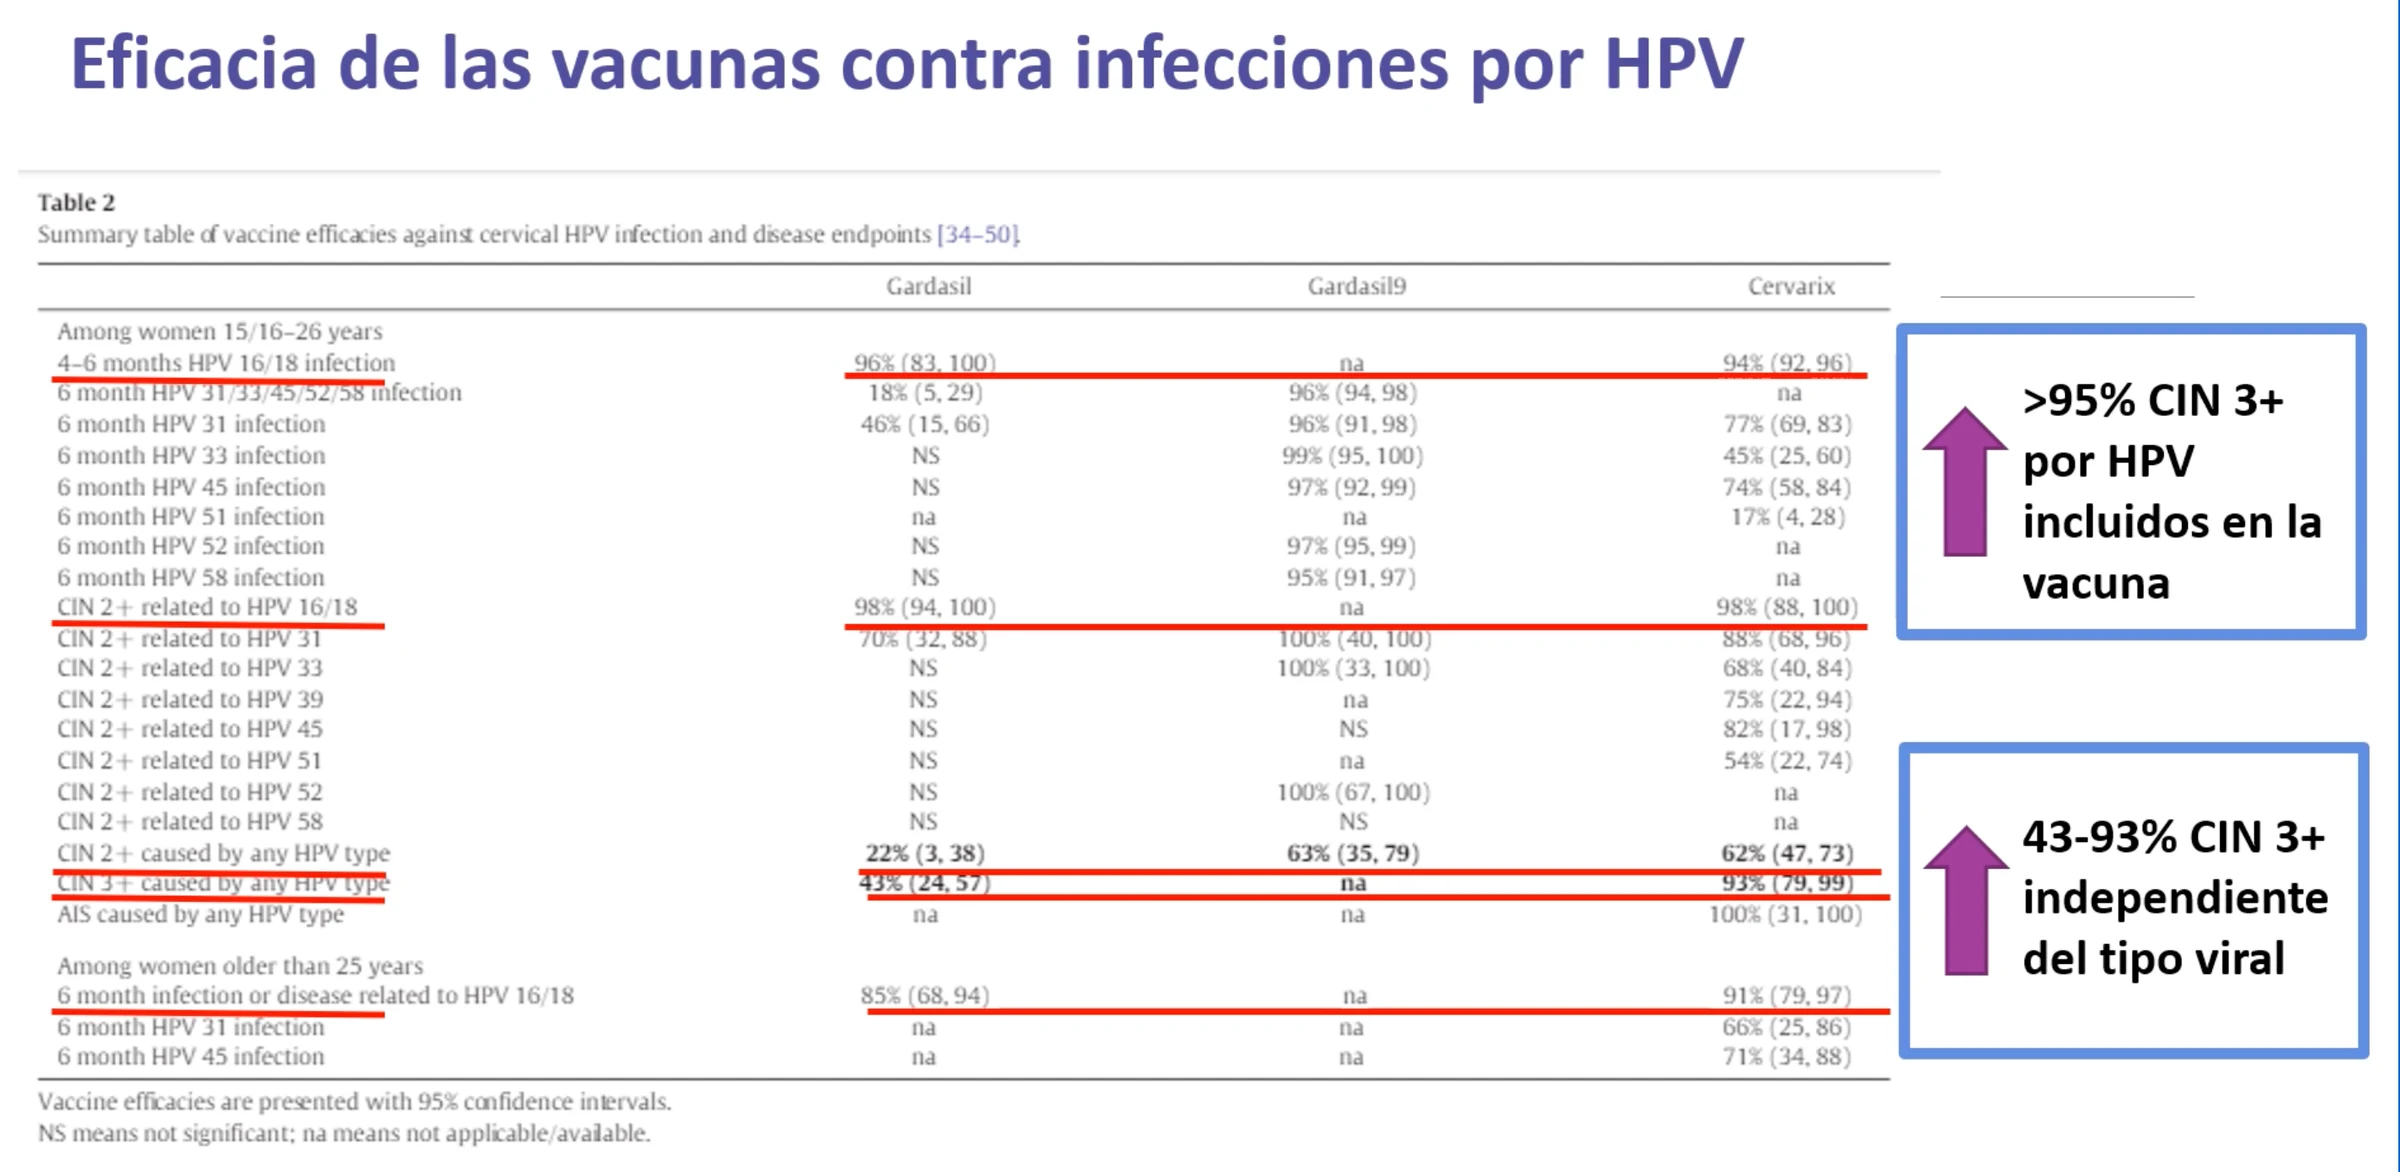 Eficacia de las vacunas contra infecciones por HPV
Table 2
Summary table of vaccine efficacies against cervical HPV infection and disease endpoints [34–50].
Gardasil Gardasil9 Cervarix
Among women 15/16–26 years
4–6 months HPV 16/18 infection 96% (83, 100) na 94% (92, 96)
6 month HPV 31/33/45/52/58 infection 18% (5, 29) 96% (94, 98) na
6 month HPV 31 infection 46% (15, 66) 96% (91, 98) 77% (69, 83)
6 month HPV 33 infection NS 99% (95, 100) 45% (25, 60)
6 month HPV 45 infection NS 97% (92, 99) 74% (58, 84)
6 month HPV 51 infection na na 17% (4, 28)
6 month HPV 52 infection NS 97% (95, 99) na
6 month HPV 58 infection NS 95% (91, 97) na
CIN 2+ related to HPV 16/18 98% (94, 100) na 98% (88, 100)
CIN 2+ related to HPV 31 70% (32, 88) 100% (40, 100) 88% (68, 96)
CIN 2+ related to HPV 33 NS 100% (33, 100) 68% (40, 84)
CIN 2+ related to HPV 39 NS na 75% (22, 94)
CIN 2+ related to HPV 45 NS NS 82% (17, 98)
CIN 2+ related to HPV 51 NS na 54% (22, 74)
CIN 2+ related to HPV 52 NS 100% (67, 100) na
CIN 2+ related to HPV 58 NS NS na
CIN 2+ caused by any HPV type 22% (3, 38) 63% (35, 79) 62% (47, 73)
CIN 3+ caused by any HPV type 43% (24, 57) na 93% (79, 99)
AIS caused by any HPV type na na 100% (31, 100)
Among women older than 25 years
6 month infection or disease related to HPV 16/18 85% (68, 94) na 91% (79, 97)
6 month HPV 31 infection na na 66% (25, 86)
6 month HPV 45 infection na na 71% (34, 88)
Vaccine efficacies are presented with 95% confidence intervals.
NS means not significant; na means not applicable/available.
>95% CIN 3+
por HPV
incluidos en la
vacuna
43-93% CIN 3+
independiente
del tipo viral